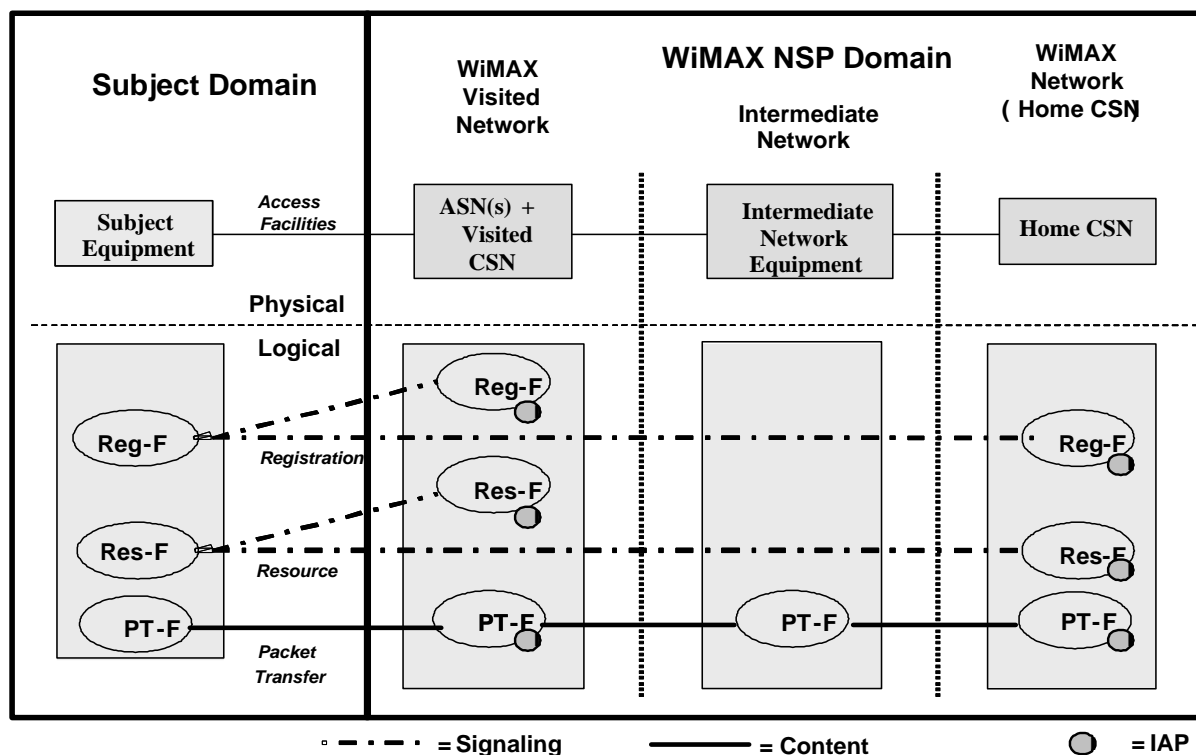 Subject Domain
WiMAX NSP Domain
WiMAX
Visited
Network
Intermediate
Network
WiMAX
Network
( Home CSN)
Subject
Equipment
Access
Facilities
ASN(s) +
Visited
CSN
Intermediate
Network
Equipment
Home CSN
Physical
Logical
Reg-F
Registration
Res-F
Resource
PT-F
Packet
Transfer
Reg-F
Res-F
PT-F
PT-F
Reg-F
Res-F
PT-F
= Signaling
= Content
= IAP